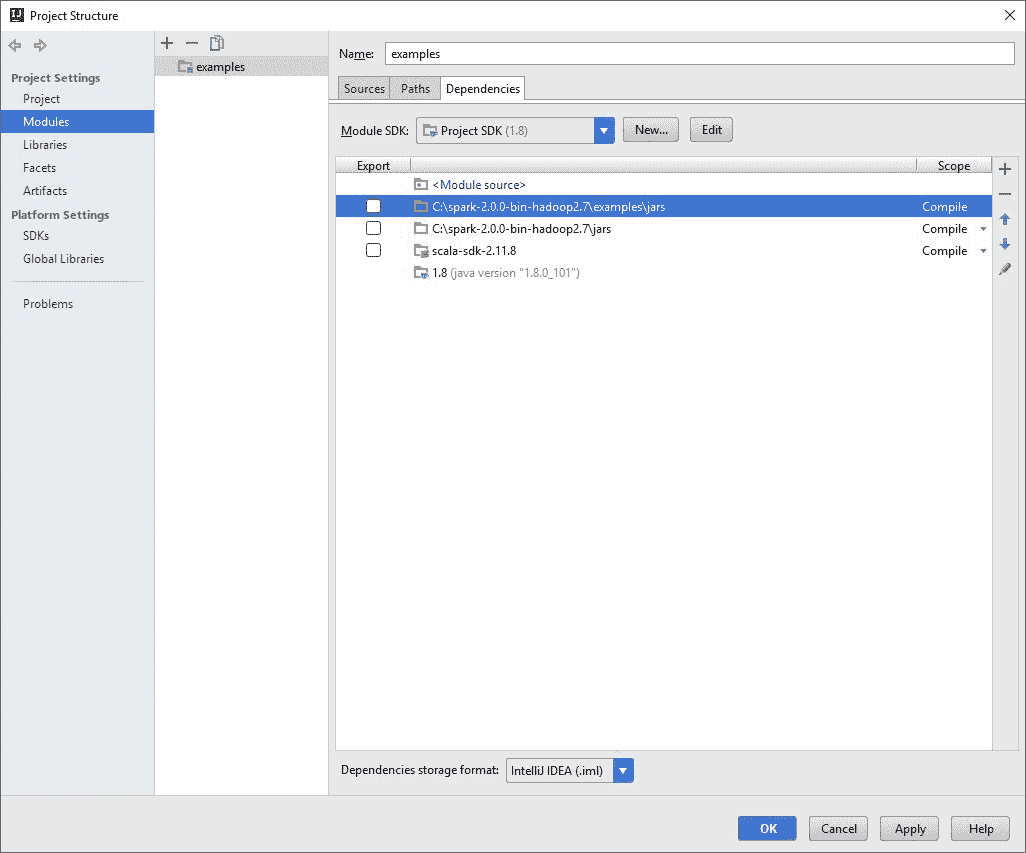 Project Structure
Project Settings
Project
Modules
Libraries
Facets
Artifacts
Platform Settings
SDKs
Global Libraries
Problems
examples
Name: examples
Sources Paths Dependencies
Module SDK: Project SDK (1.8) New... Edit
Export Scope
<Module source>
C:\spark-2.0.0-bin-hadoop2.7\examples\jars Compile
C:\spark-2.0.0-bin-hadoop2.7\jars Compile
scala-sdk-2.11.8 Compile
1.8 (java version "1.8.0_101")
Dependencies storage format: IntelliJ IDEA (.iml)
OK Cancel Apply Help